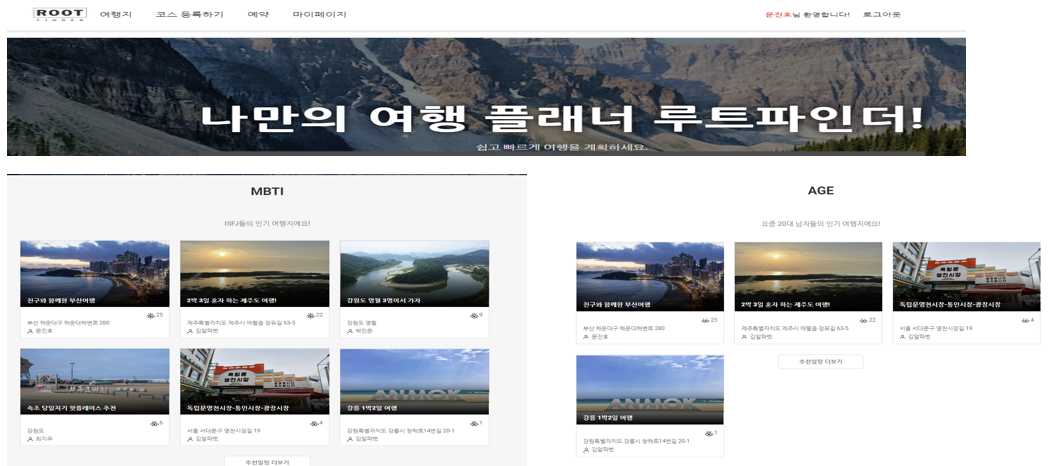 ROOT
FINDER
여행지 코스 등록하기 예약 마이페이지
문진호님 환영합니다! 로그아웃
나만의 여행 플래너 루트파인더!
쉽고 빠르게 여행을 계획하세요.
MBTI
ISFJ들의 인기 여행지에요!
친구와 함께한 부산여행
25
부산 해운대구 해운대해변로 280
문진호
2박 3일 혼자 하는 제주도 여행!
22
제주특별자치도 제주시 애월읍 장유길 63-5
김알파벳
강원도 영월 3명이서 가자
9
강원도 영월
박민준
속초 당일치기 핫플레이스 추천
6
강원도
최지우
독립문영천시장-통인시장-광장시장
4
서울 서대문구 영천시장길 19
김알파벳
ANMOK
강릉 1박2일 여행
1
강원특별자치도 강릉시 창해로14번길 20-1
김알파벳
추천일정 더보기
AGE
요즘 20대 남자들의 인기 여행지에요!
친구와 함께한 부산여행
25
부산 해운대구 해운대해변로 280
문진호
2박 3일 혼자 하는 제주도 여행!
22
제주특별자치도 제주시 애월읍 장유길 63-5
김알파벳
독립문영천시장-통인시장-광장시장
4
서울 서대문구 영천시장길 19
김알파벳
ANMOK
강릉 1박2일 여행
1
강원특별자치도 강릉시 창해로14번길 20-1
김알파벳
추천일정 더보기